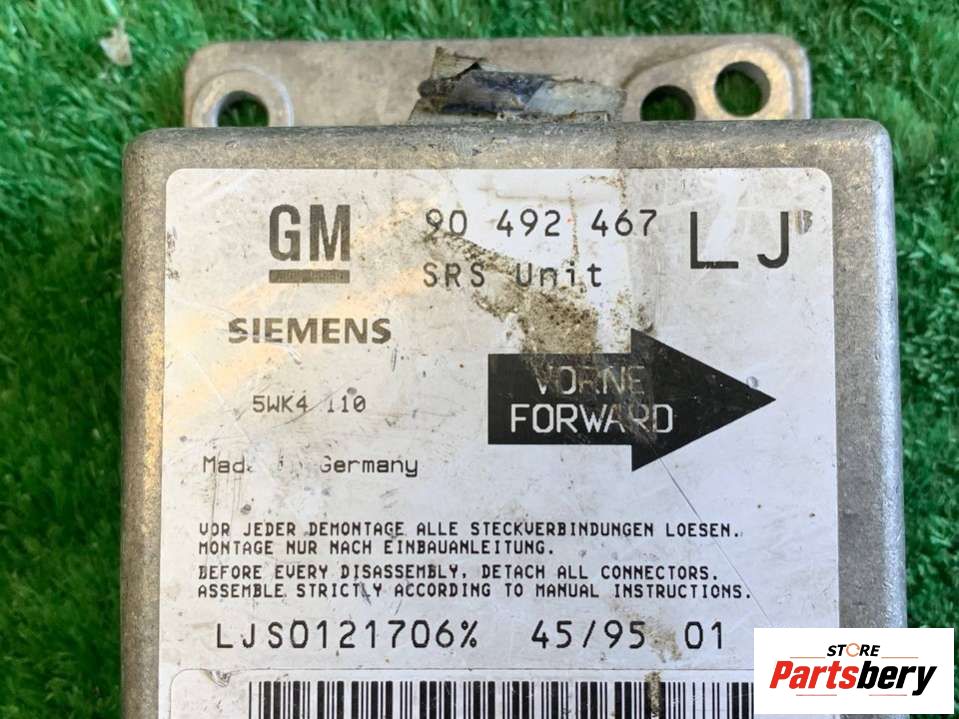 GM 90 492 467 LJ
SRS Unit
SIEMENS
VORNE
FORWARD
5WK4 110
Made in Germany
VOR JEDER DEMONTAGE ALLE STECKVERBINDUNGEN LOESEN.
MONTAGE NUR NACH EINBAUANLEITUNG.
BEFORE EVERY DISASSEMBLY, DETACH ALL CONNECTORS.
ASSEMBLE STRICTLY ACCORDING TO MANUAL INSTRUCTIONS.
LJS0121706% 45/95 01
STORE
Partsbery